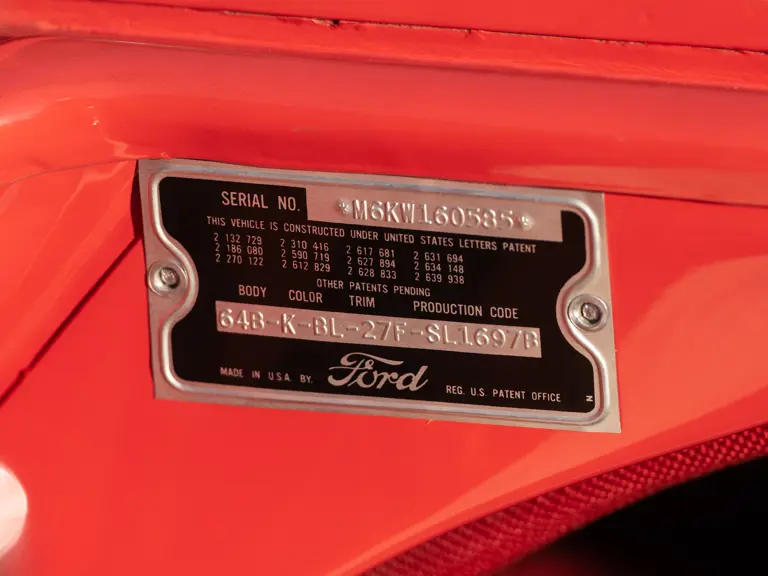 SERIAL NO. *M6KW160585*
THIS VEHICLE IS CONSTRUCTED UNDER UNITED STATES LETTERS PATENT
2 132 729 2 310 416 2 617 681 2 631 694
2 186 080 2 590 719 2 627 894 2 634 148
2 270 122 2 612 829 2 628 833 2 639 938
OTHER PATENTS PENDING
BODY COLOR TRIM PRODUCTION CODE
64B-K-BL-27F-SL1697B
MADE IN U.S.A. BY. Ford REG. U.S. PATENT OFFICE
N